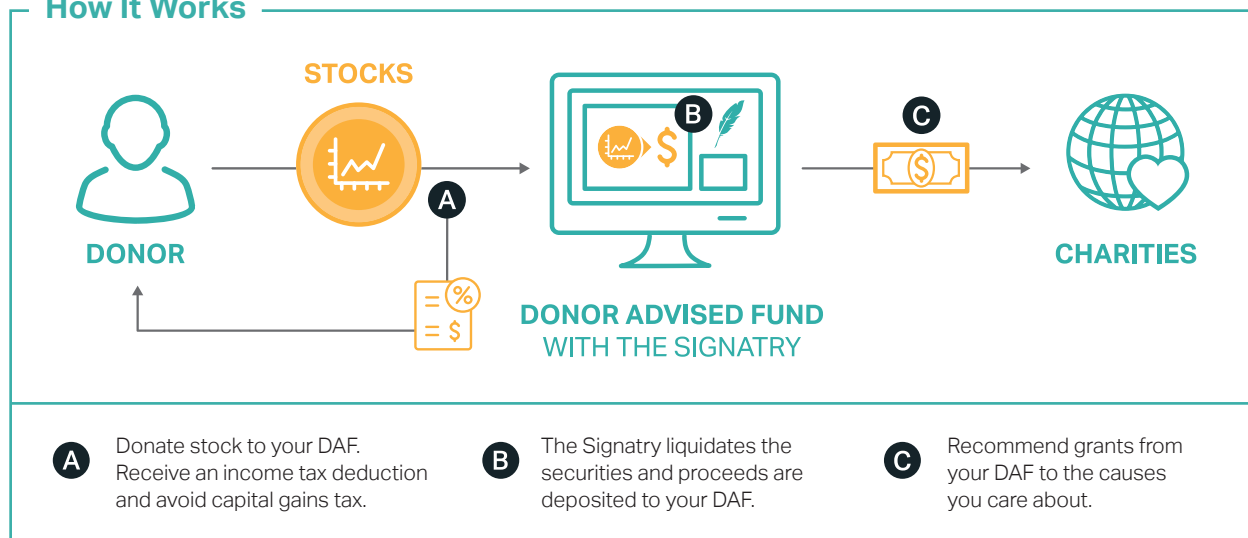 How It Works
STOCKS
A
B
$
C
$
%
$
DONOR
DONOR ADVISED FUND
WITH THE SIGNATRY
CHARITIES
A
Donate stock to your DAF.
Receive an income tax deduction
and avoid capital gains tax.
B
The Signatry liquidates the
securities and proceeds are
deposited to your DAF.
C
Recommend grants from
your DAF to the causes
you care about.